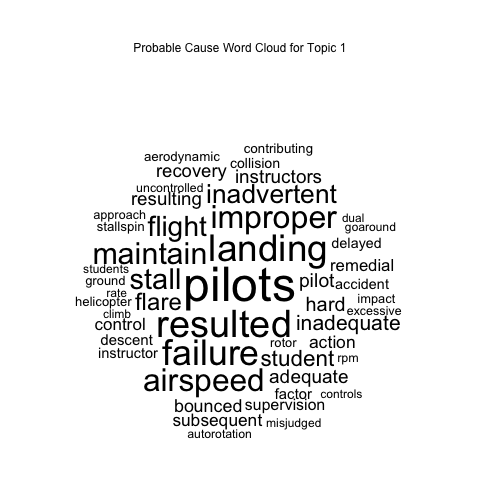 Probable Cause Word Cloud for Topic 1
contributing
aerodynamic
collision
recovery
instructors
uncontrolled
resulting
inadvertent
approach
stallspin
flight
improper
dual
goaround
maintain
landing
delayed
students
ground
stall
pilots
pilot
remedial
accident
rate
helicopter
flare
hard
impact
excessive
climb
control
resulted
inadequate
descent
instructor
failure
rotor
action
student
rpm
airspeed
adequate
factor
controls
bounced
supervision
subsequent
misjudged
autorotation